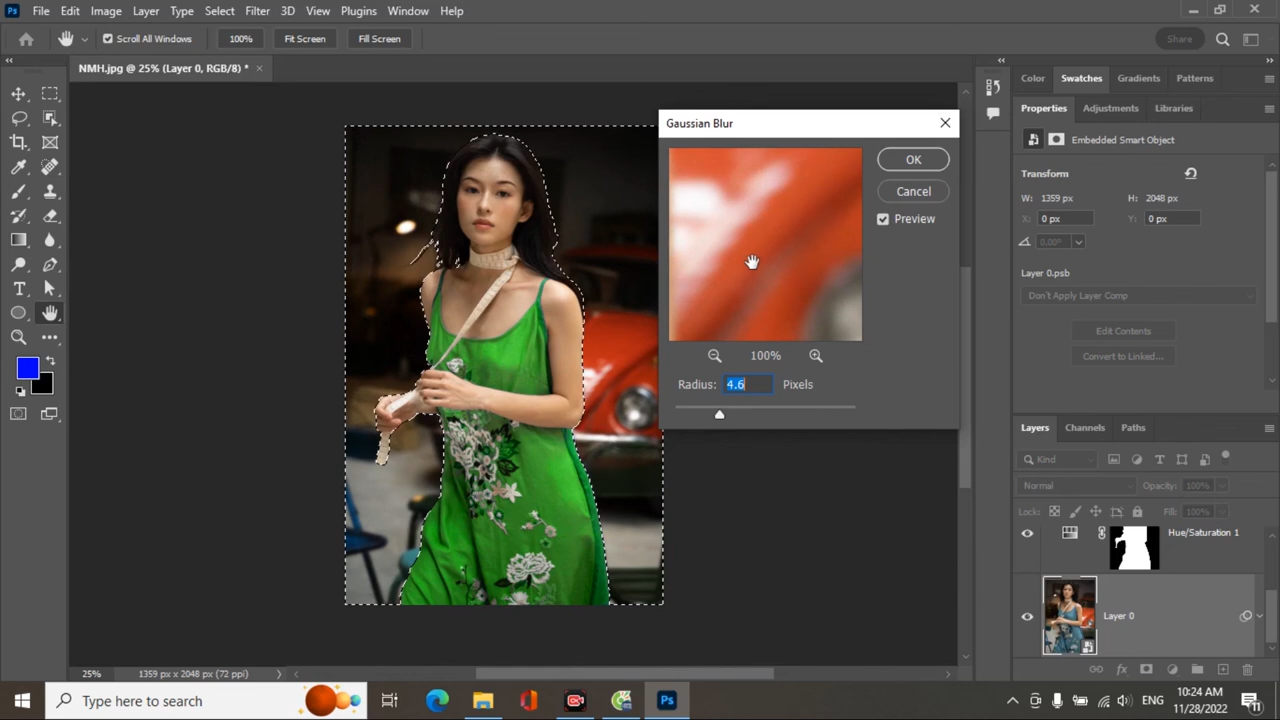 Ps File Edit Image Layer Type Select Filter 3D View Plugins Window Help
Scroll All Windows 100% Fit Screen Fill Screen Share
NMH.jpg @ 25% (Layer 0, RGB/8) * ×
Gaussian Blur
OK
Cancel
Preview
100%
Radius: 4.6 Pixels
Color Swatches Gradients Patterns
Properties Adjustments Libraries
Embedded Smart Object
Transform
W: 1359 px H: 2048 px
X: 0 px Y: 0 px
0.00°
Layer 0.psb
Don't Apply Layer Comp
Edit Contents
Convert to Linked...
Layers Channels Paths
Kind
Normal Opacity: 100%
Lock: Fill: 100%
Hue/Saturation 1
Layer 0
25% 1359 px x 2048 px (72 ppi)
Type here to search
Ps
ENG
10:24 AM
11/28/2022
11